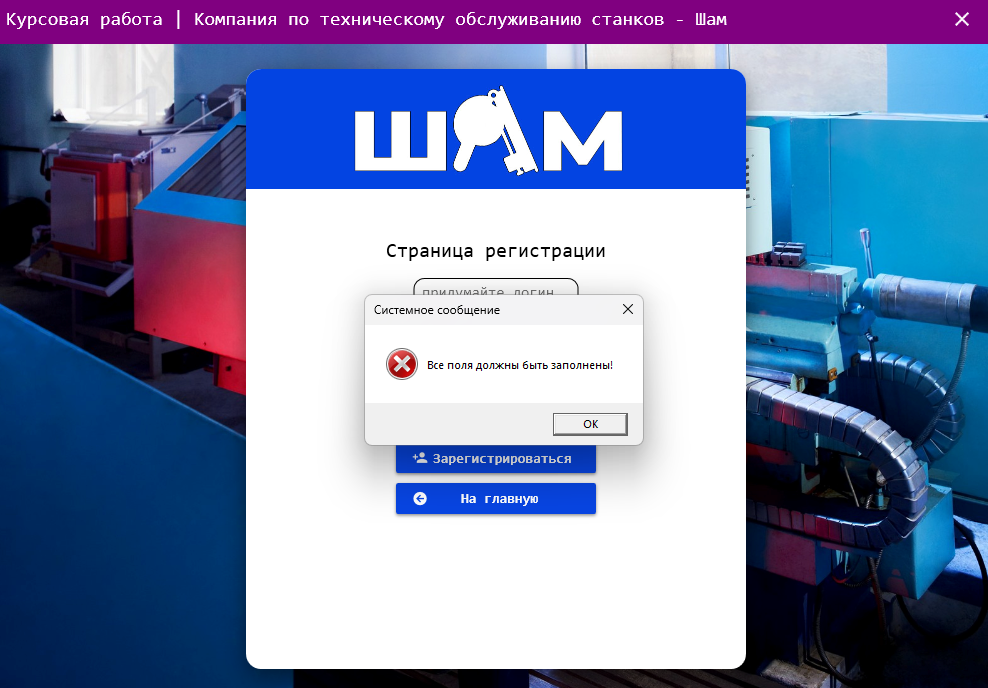 Курсовая работа | Компания по техническому обслуживанию станков - Шам
ШАМ
Страница регистрации
придумайте логин
Системное сообщение
Все поля должны быть заполнены!
OK
Зарегистрироваться
На главную